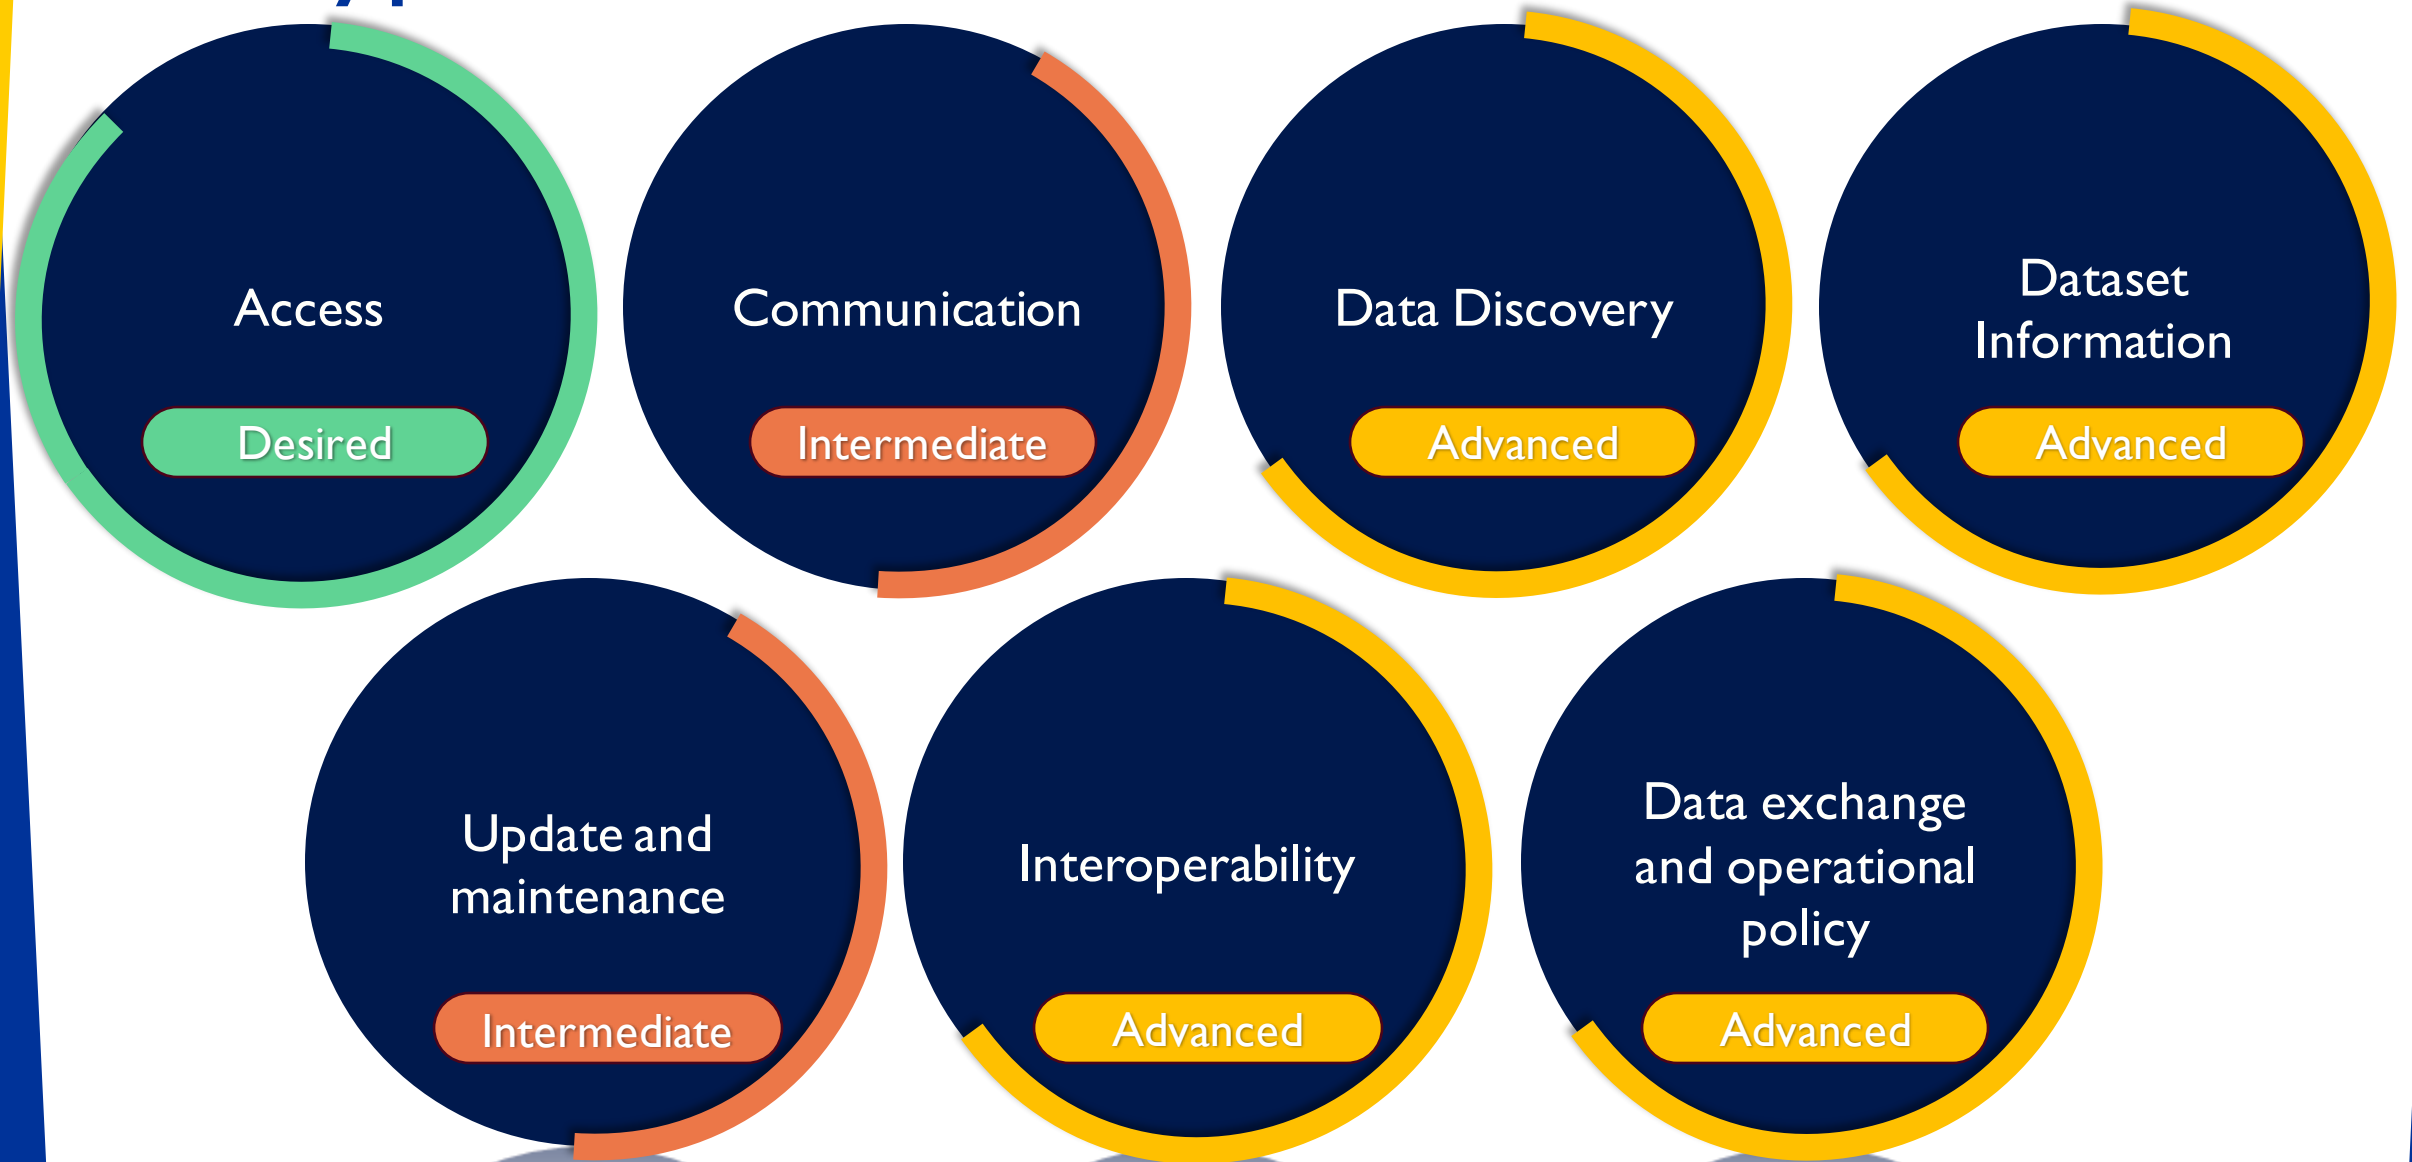 Access
Desired
Communication
Intermediate
Data Discovery
Advanced
Dataset
Information
Advanced
Update and
maintenance
Intermediate
Interoperability
Advanced
Data exchange
and operational
policy
Advanced